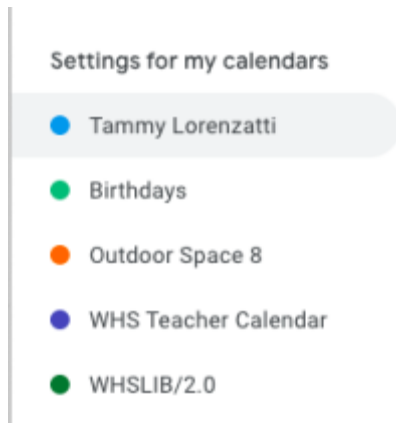 Settings for my calendars
Tammy Lorenzatti
Birthdays
Outdoor Space 8
WHS Teacher Calendar
WHSLIB/2.0